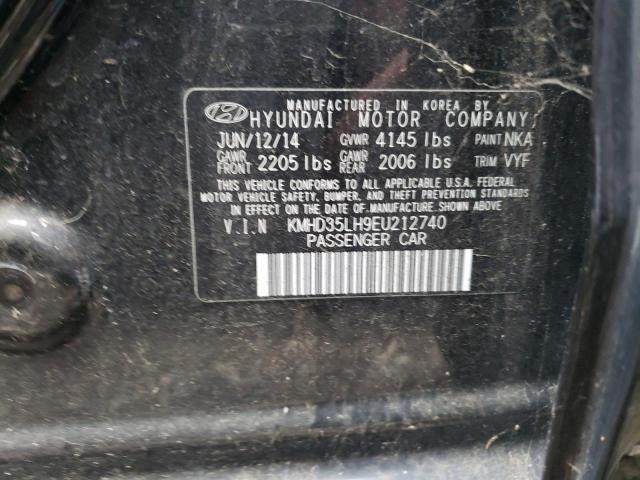 MANUFACTURED IN KOREA BY
HYUNDAI MOTOR COMPANY
JUN/12/14 GVWR 4145 lbs PAINT NKA
GAWR FRONT 2205 lbs GAWR REAR 2006 lbs TRIM VYF
THIS VEHICLE CONFORMS TO ALL APPLICABLE U.S.A. FEDERAL
MOTOR VEHICLE SAFETY, BUMPER, AND THEFT PREVENTION STANDARDS
IN EFFECT ON THE DATE OF MANUFACTURE SHOWN ABOVE.
V.I.N KMHD35LH9EU212740
PASSENGER CAR